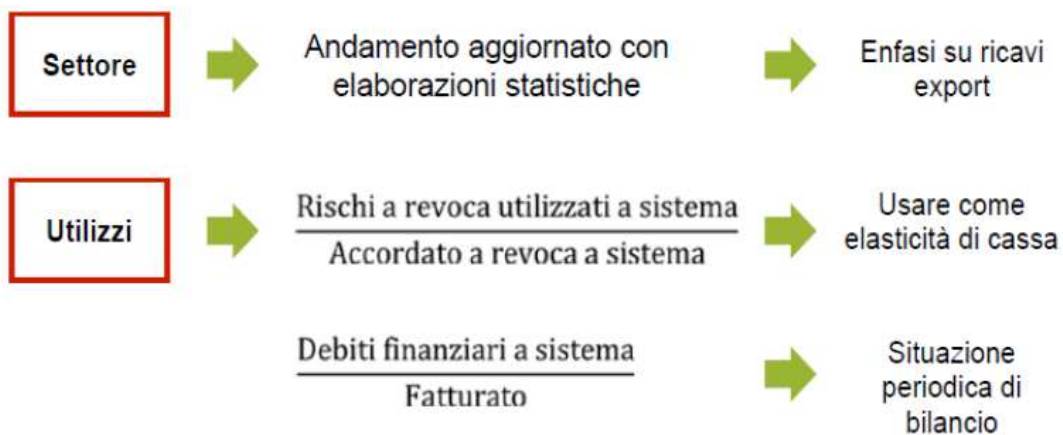 Settore
Andamento aggiornato con
elaborazioni statistiche
Enfasi su ricavi
export
Utilizzi
Rischi a revoca utilizzati a sistema
Accordato a revoca a sistema
Usare come
elasticità di cassa
Debiti finanziari a sistema
Fatturato
Situazione
periodica di
bilancio